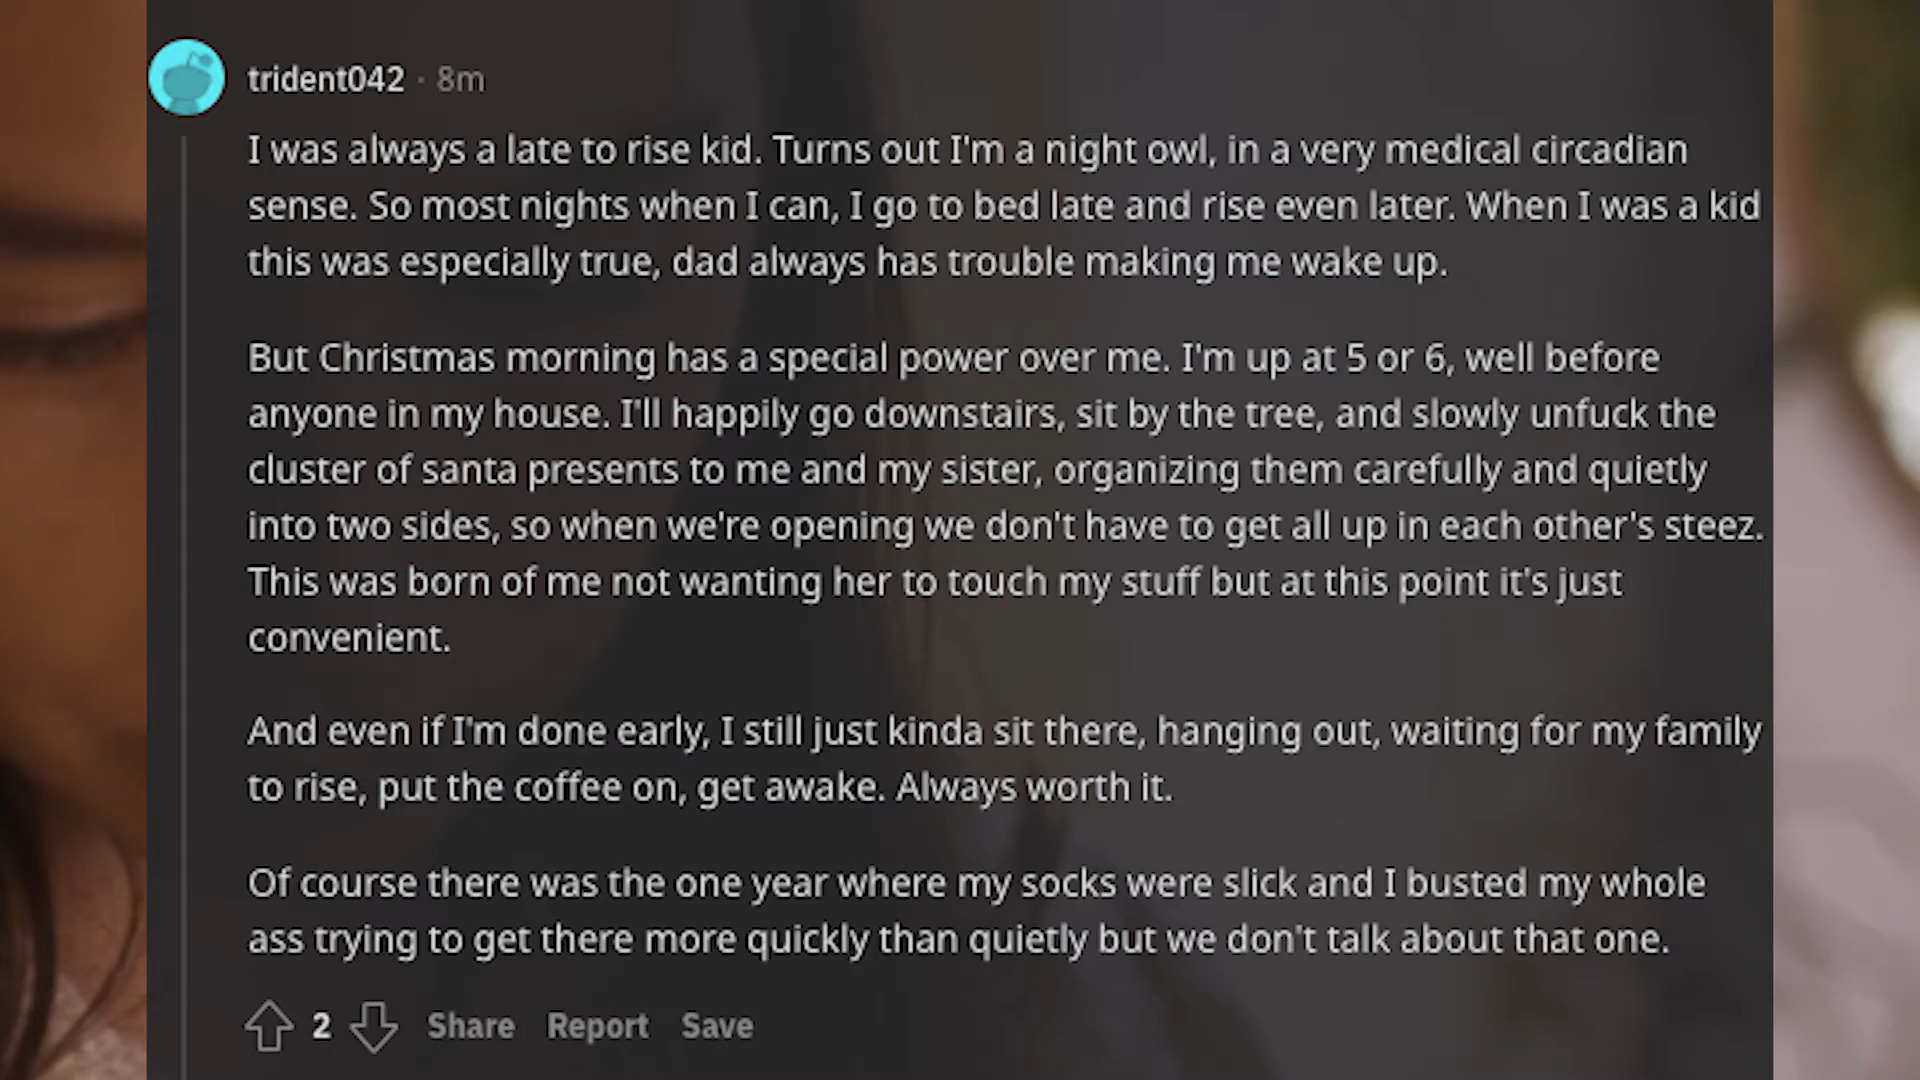 trident042 · 8m
I was always a late to rise kid. Turns out I'm a night owl, in a very medical circadian
sense. So most nights when I can, I go to bed late and rise even later. When I was a kid
this was especially true, dad always has trouble making me wake up.
But Christmas morning has a special power over me. I'm up at 5 or 6, well before
anyone in my house. I'll happily go downstairs, sit by the tree, and slowly unfuck the
cluster of santa presents to me and my sister, organizing them carefully and quietly
into two sides, so when we're opening we don't have to get all up in each other's steez.
This was born of me not wanting her to touch my stuff but at this point it's just
convenient.
And even if I'm done early, I still just kinda sit there, hanging out, waiting for my family
to rise, put the coffee on, get awake. Always worth it.
Of course there was the one year where my socks were slick and I busted my whole
ass trying to get there more quickly than quietly but we don't talk about that one.
2 Share Report Save